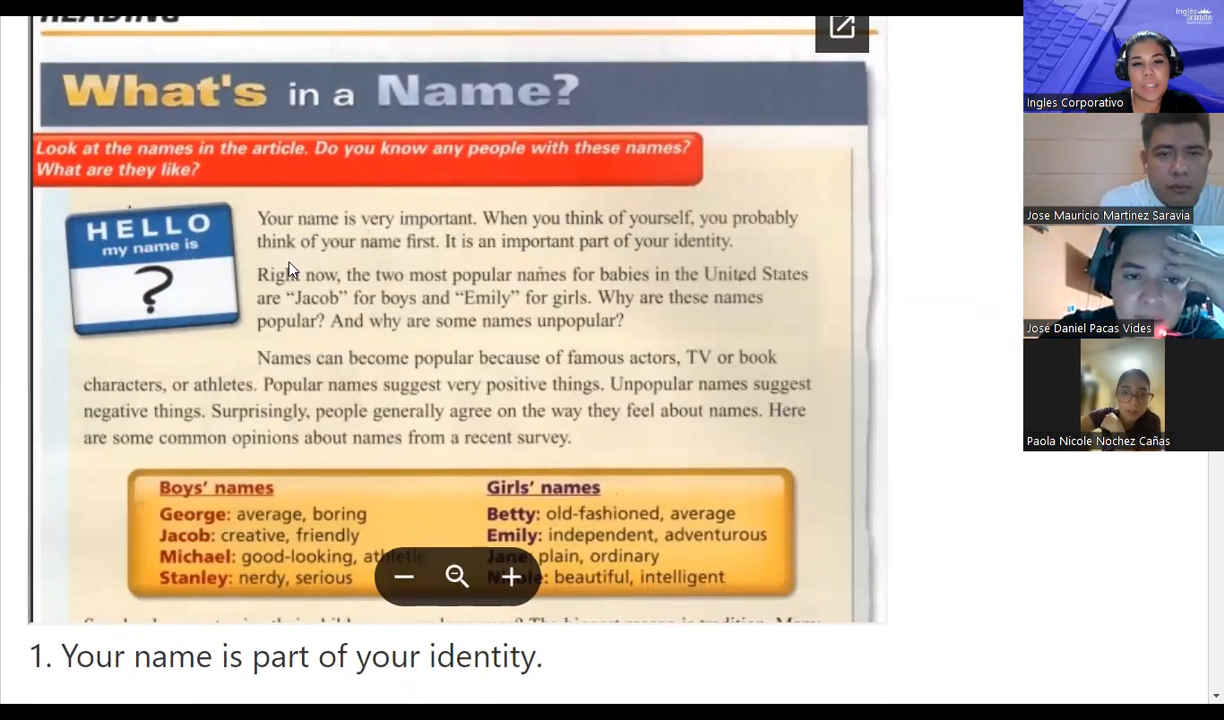 READING
What's in a Name?
Look at the names in the article. Do you know any people with these names?
What are they like?
HELLO
my name is
?
Your name is very important. When you think of yourself, you probably
think of your name first. It is an important part of your identity.
Right now, the two most popular names for babies in the United States
are “Jacob” for boys and “Emily” for girls. Why are these names
popular? And why are some names unpopular?
Names can become popular because of famous actors, TV or book
characters, or athletes. Popular names suggest very positive things. Unpopular names suggest
negative things. Surprisingly, people generally agree on the way they feel about names. Here
are some common opinions about names from a recent survey.
Boys' names
George: average, boring
Jacob: creative, friendly
Michael: good-looking, athletic
Stanley: nerdy, serious
Girls' names
Betty: old-fashioned, average
Emily: independent, adventurous
Jane: plain, ordinary
Nicole: beautiful, intelligent
1. Your name is part of your identity.
Ingles Corporativo
Jose Mauricio Martinez Saravia
José Daniel Pacas Vides
Paola Nicole Nochez Cañas